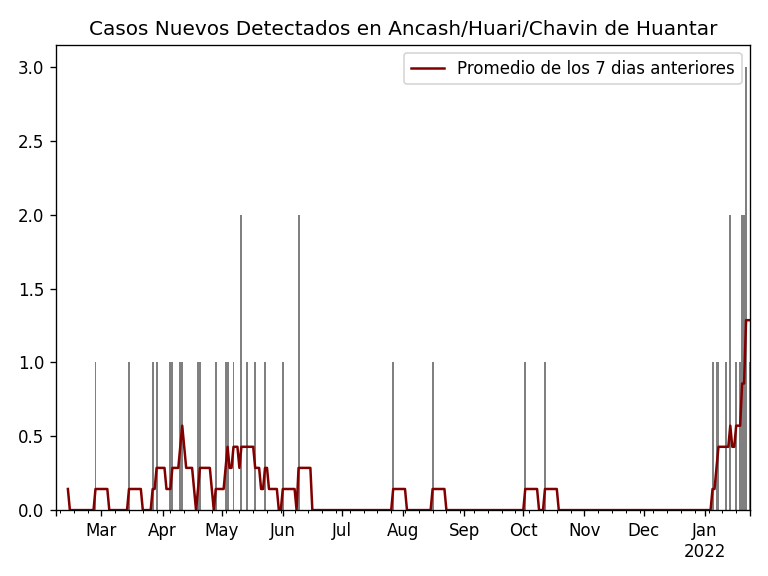 Casos Nuevos Detectados en Ancash/Huari/Chavin de Huantar
Promedio de los 7 dias anteriores
3.0
2.5
2.0
1.5
1.0
0.5
0.0
Mar Apr May Jun Jul Aug Sep Oct Nov Dec Jan
2022